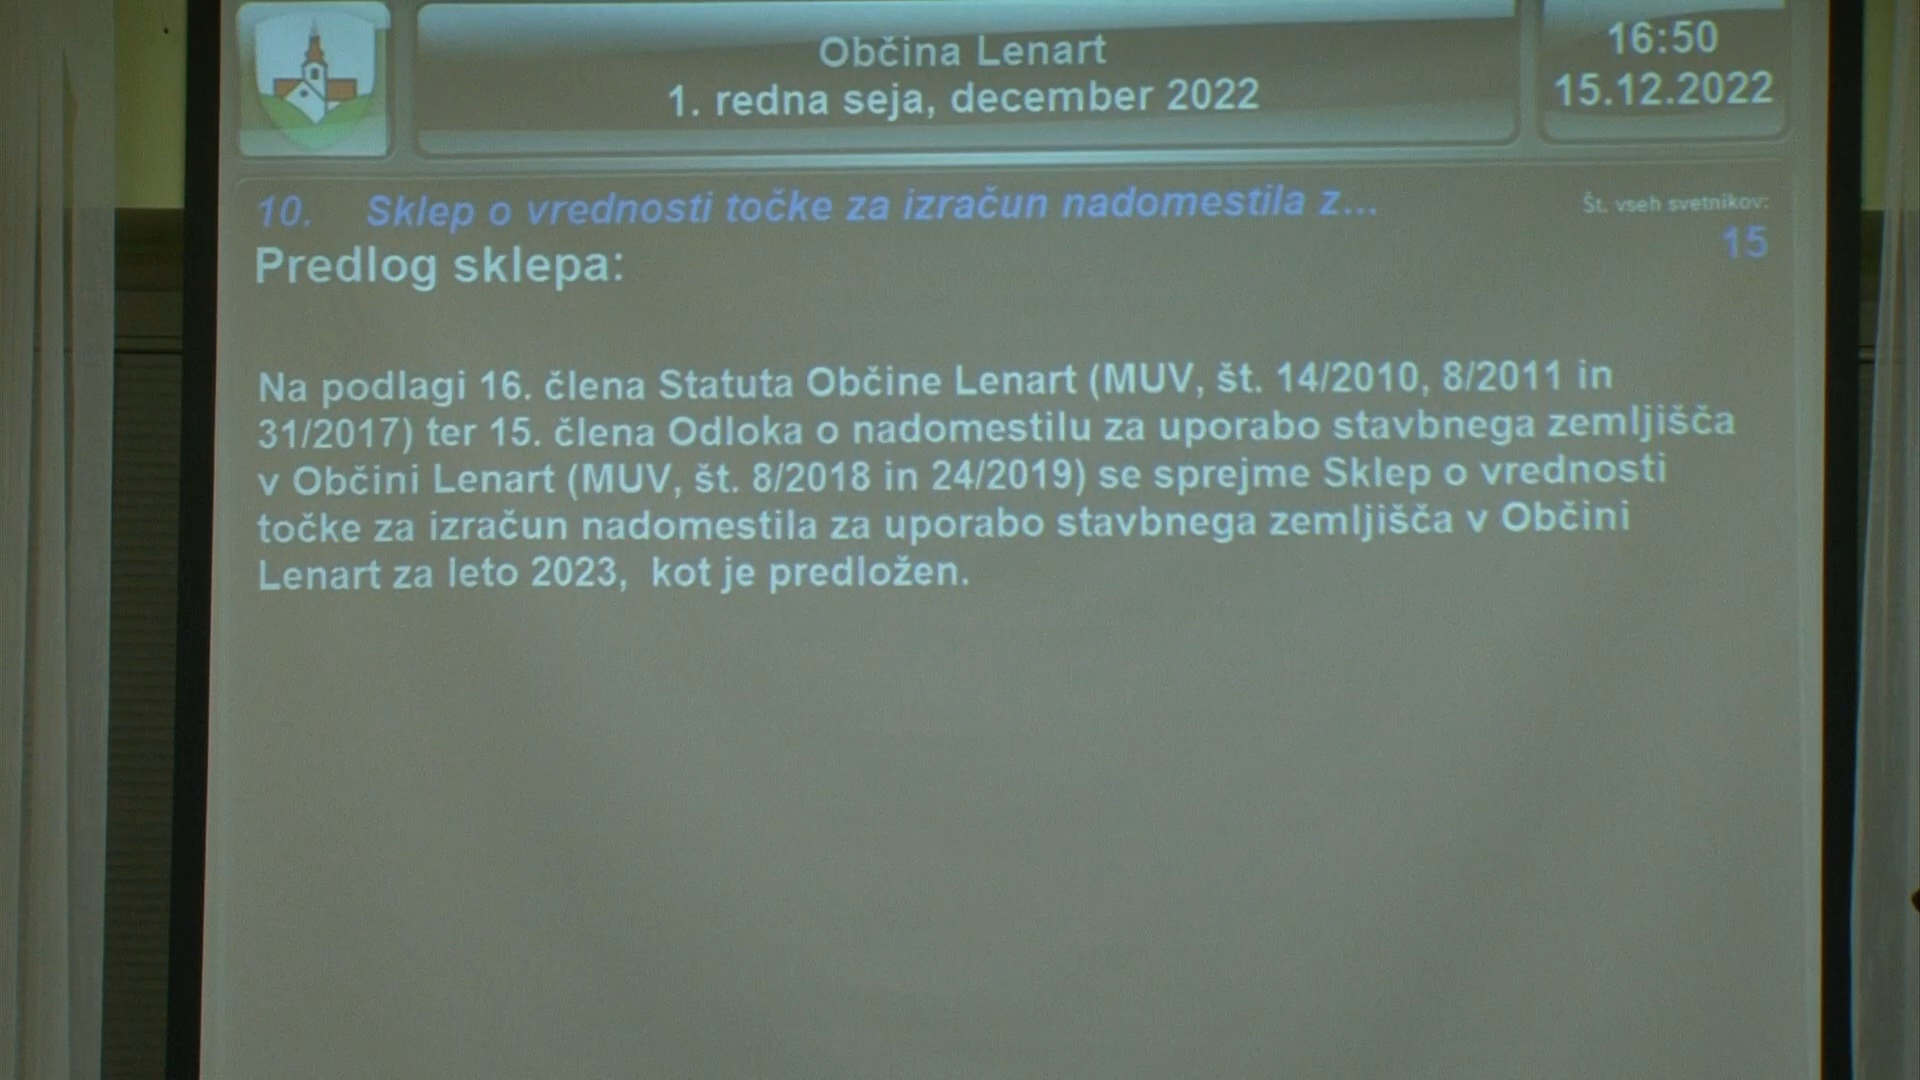 Občina Lenart
1. redna seja, december 2022
16:50
15.12.2022
10. Sklep o vrednosti točke za izračun nadomestila z...
Št. vseh svetnikov:
15
Predlog sklepa:
Na podlagi 16. člena Statuta Občine Lenart (MUV, št. 14/2010, 8/2011 in
31/2017) ter 15. člena Odloka o nadomestilu za uporabo stavbnega zemljišča
v Občini Lenart (MUV, št. 8/2018 in 24/2019) se sprejme Sklep o vrednosti
točke za izračun nadomestila za uporabo stavbnega zemljišča v Občini
Lenart za leto 2023, kot je predložen.